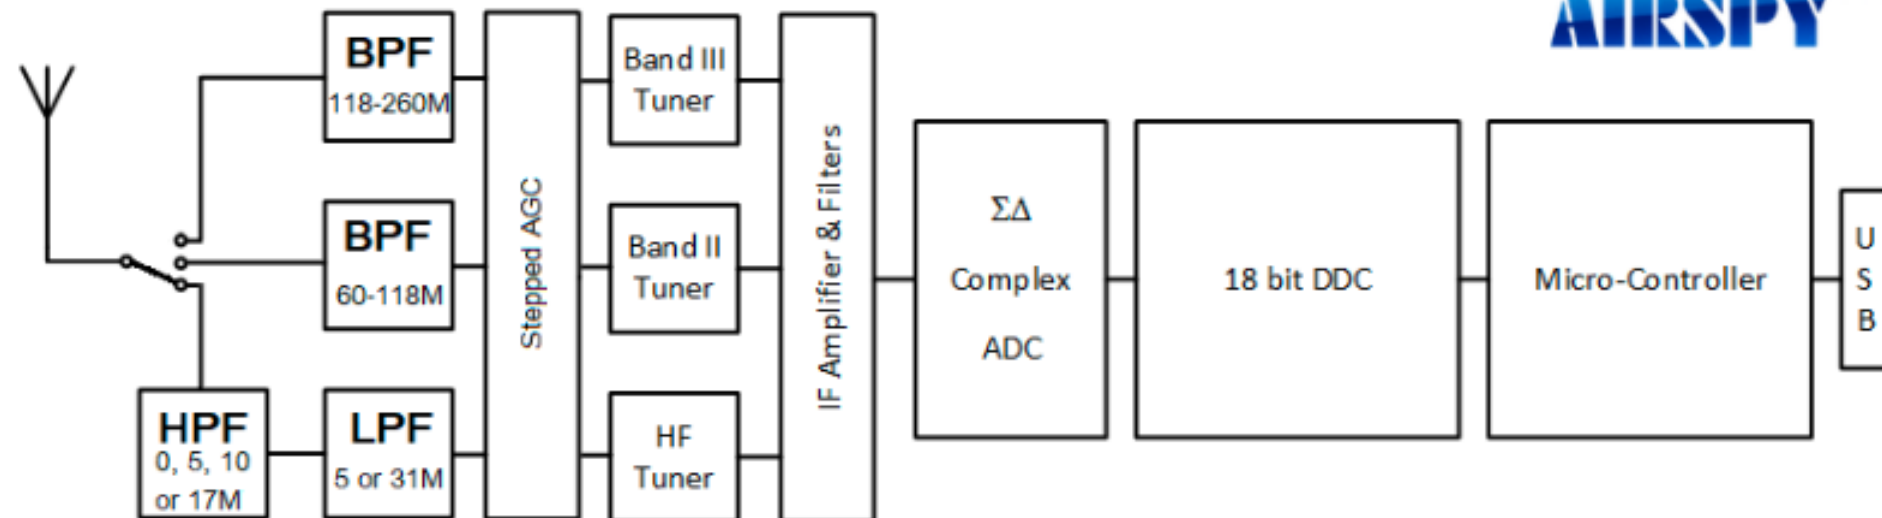 AIRSPY
BPF
118-260M
BPF
60-118M
HPF
0, 5, 10
or 17M
LPF
5 or 31M
Stepped AGC
Band III
Tuner
Band II
Tuner
HF
Tuner
IF Amplifier & Filters
ΣΔ
Complex
ADC
18 bit DDC
Micro-Controller
U
S
B